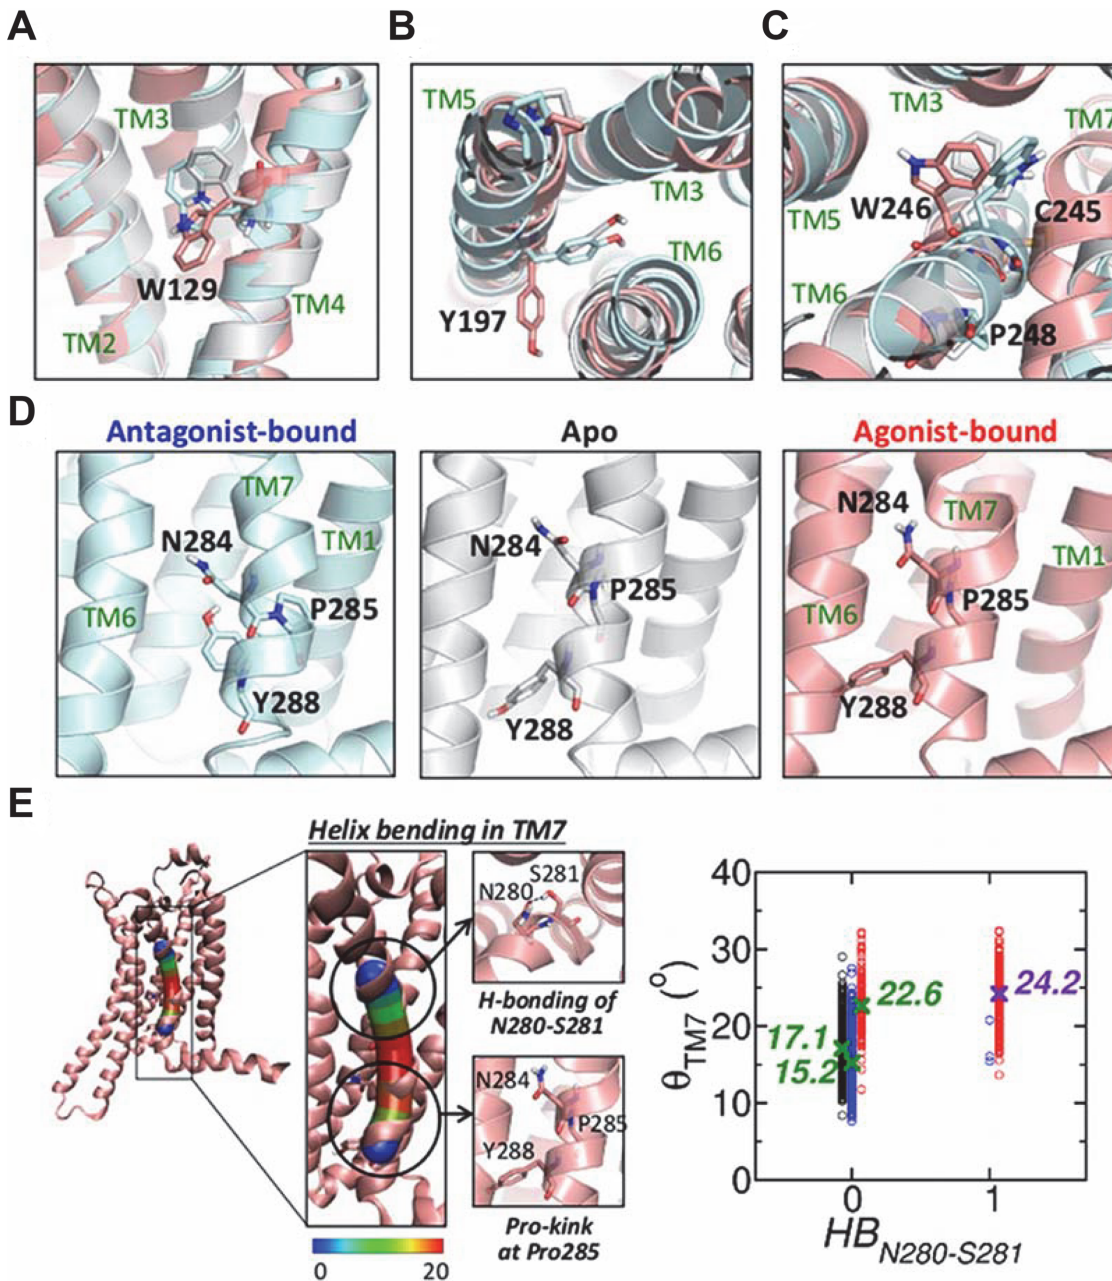 A
B
C
TM3
W129
TM4
TM2
TM5
TM3
TM6
Y197
TM3
TM7
W246
C245
TM5
TM6
P248
D
Antagonist-bound
Apo
Agonist-bound
TM7
N284
TM1
P285
TM6
Y288
N284
P285
Y288
N284
TM7
TM1
P285
TM6
Y288
E
Helix bending in TM7
S281
N280
H-bonding of
N280-S281
N284
P285
Y288
Pro-kink
at Pro285
0 20
40
30
20
10
0
θTM7 (o)
22.6
24.2
17.1
15.2
0 1
HBN280-S281